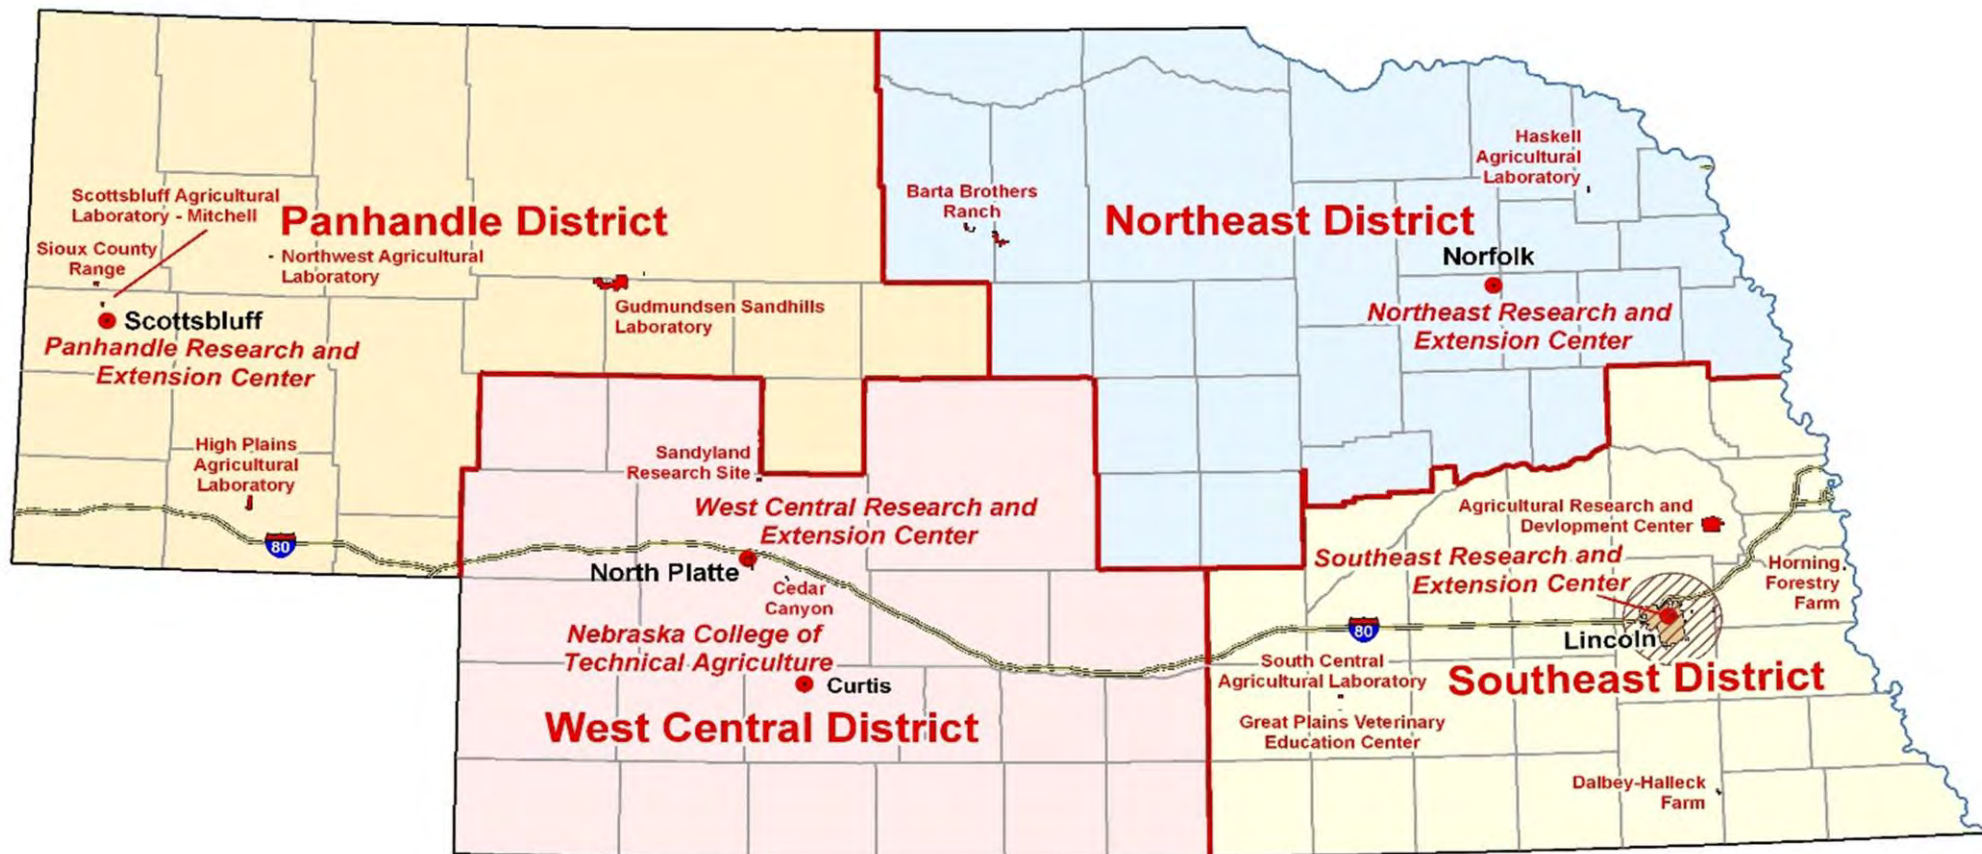 Scottsbluff Agricultural
Laboratory - Mitchell
Panhandle District
Sioux County
Range
Northwest Agricultural
Laboratory
Gudmundsen Sandhills
Laboratory
Scottsbluff
Panhandle Research and
Extension Center
High Plains
Agricultural
Laboratory
80
Barta Brothers
Ranch
Northeast District
Haskell
Agricultural
Laboratory
Norfolk
Northeast Research and
Extension Center
Sandyland
Research Site
West Central Research and
Extension Center
North Platte
Cedar
Canyon
Nebraska College of
Technical Agriculture
Curtis
West Central District
Agricultural Research and
Devlopment Center
Southeast Research and
Extension Center
Horning
Forestry
Farm
80
Lincoln
South Central
Agricultural Laboratory
Southeast District
Great Plains Veterinary
Education Center
Dalbey-Halleck
Farm